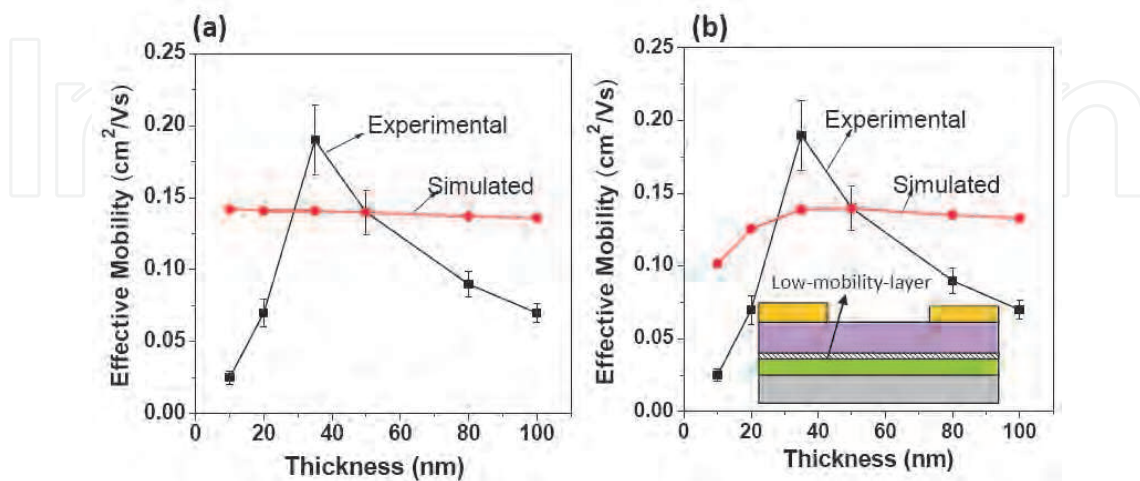 (a)
0.25
0.20
0.15
0.10
0.05
0.00
Effective Mobility (cm²/Vs)
Experimental
Simulated
0 20 40 60 80 100
Thickness (nm)
(b)
0.25
0.20
0.15
0.10
0.05
0.00
Effective Mobility (cm²/Vs)
Experimental
Simulated
Low-mobility-layer
0 20 40 60 80 100
Thickness (nm)